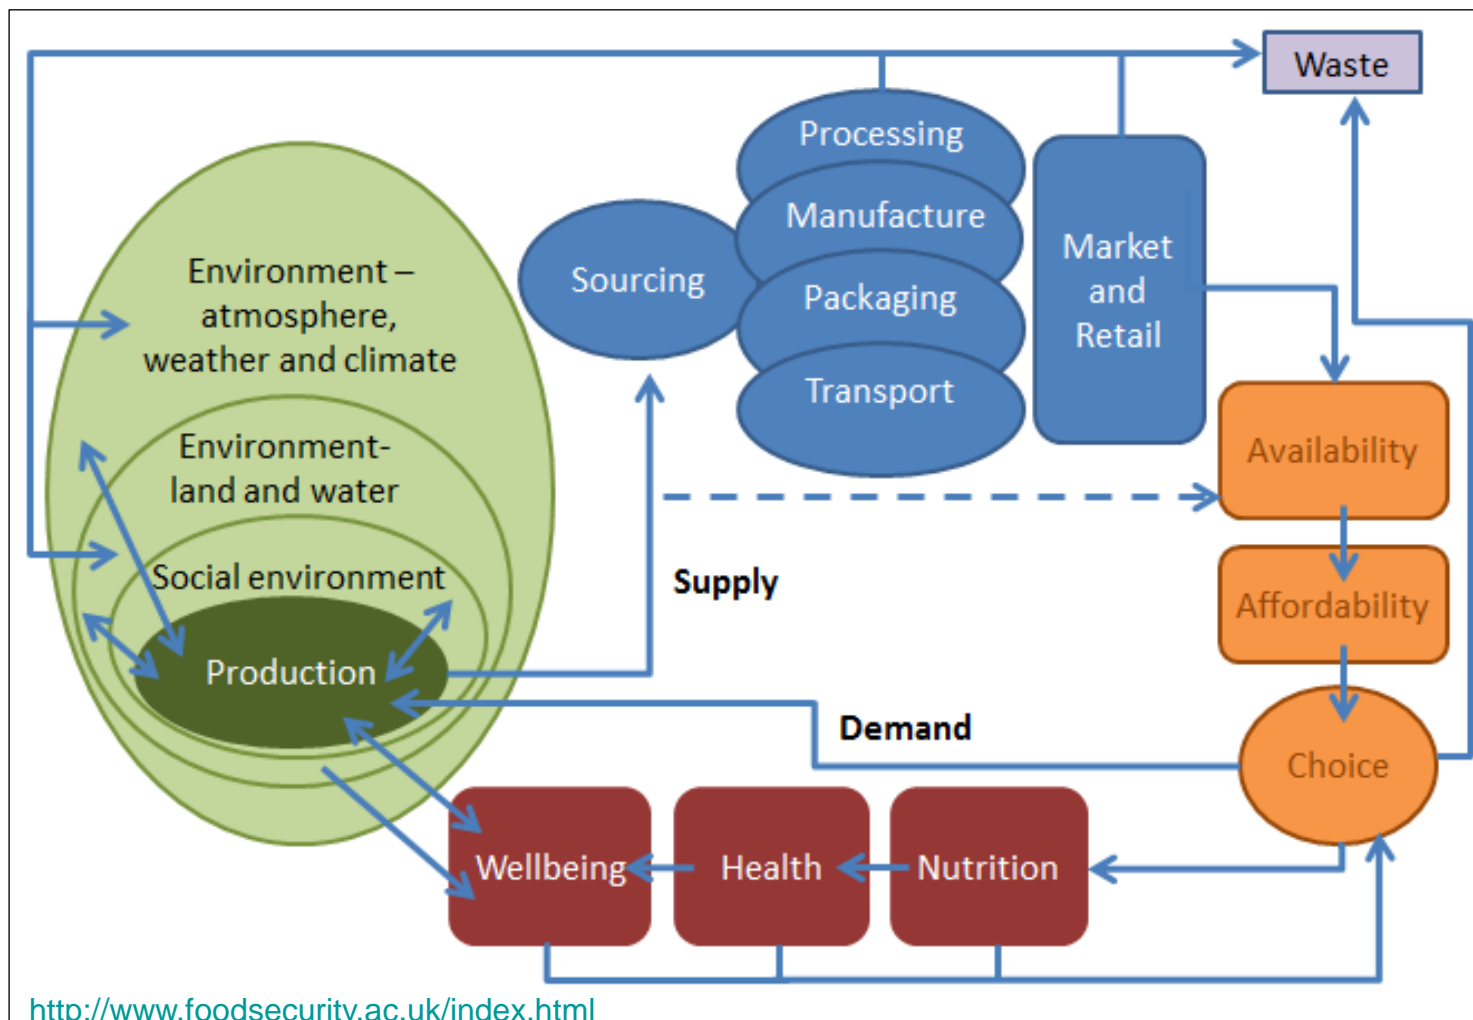 Waste
Processing
Manufacture
Packaging
Transport
Sourcing
Market
and
Retail
Environment –
atmosphere,
weather and climate
Environment-
land and water
Social environment
Production
Supply
Demand
Availability
Affordability
Choice
Wellbeing
Health
Nutrition
http://www.foodsecurity.ac.uk/index.html